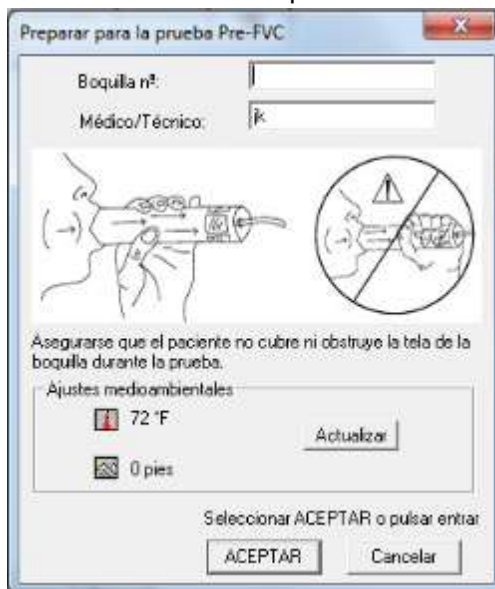 Preparar para la prueba Pre-FVC
Boquilla nº:
Médico/Técnico:
jk
Asegurarse que el paciente no cubre ni obstruye la tela de la
boquilla durante la prueba.
Ajustes medioambientales
72 °F
Actualizar
0 pies
Seleccionar ACEPTAR o pulsar entrar
ACEPTAR
Cancelar